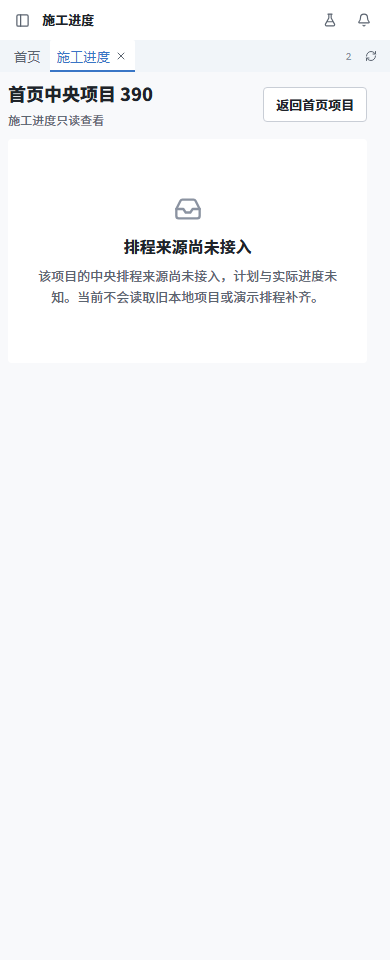 施工进度
首页
施工进度
2
首页中央项目 390
返回首页项目
施工进度只读查看
排程来源尚未接入
该项目的中央排程来源尚未接入，计划与实际进度未
知。当前不会读取旧本地项目或演示排程补齐。